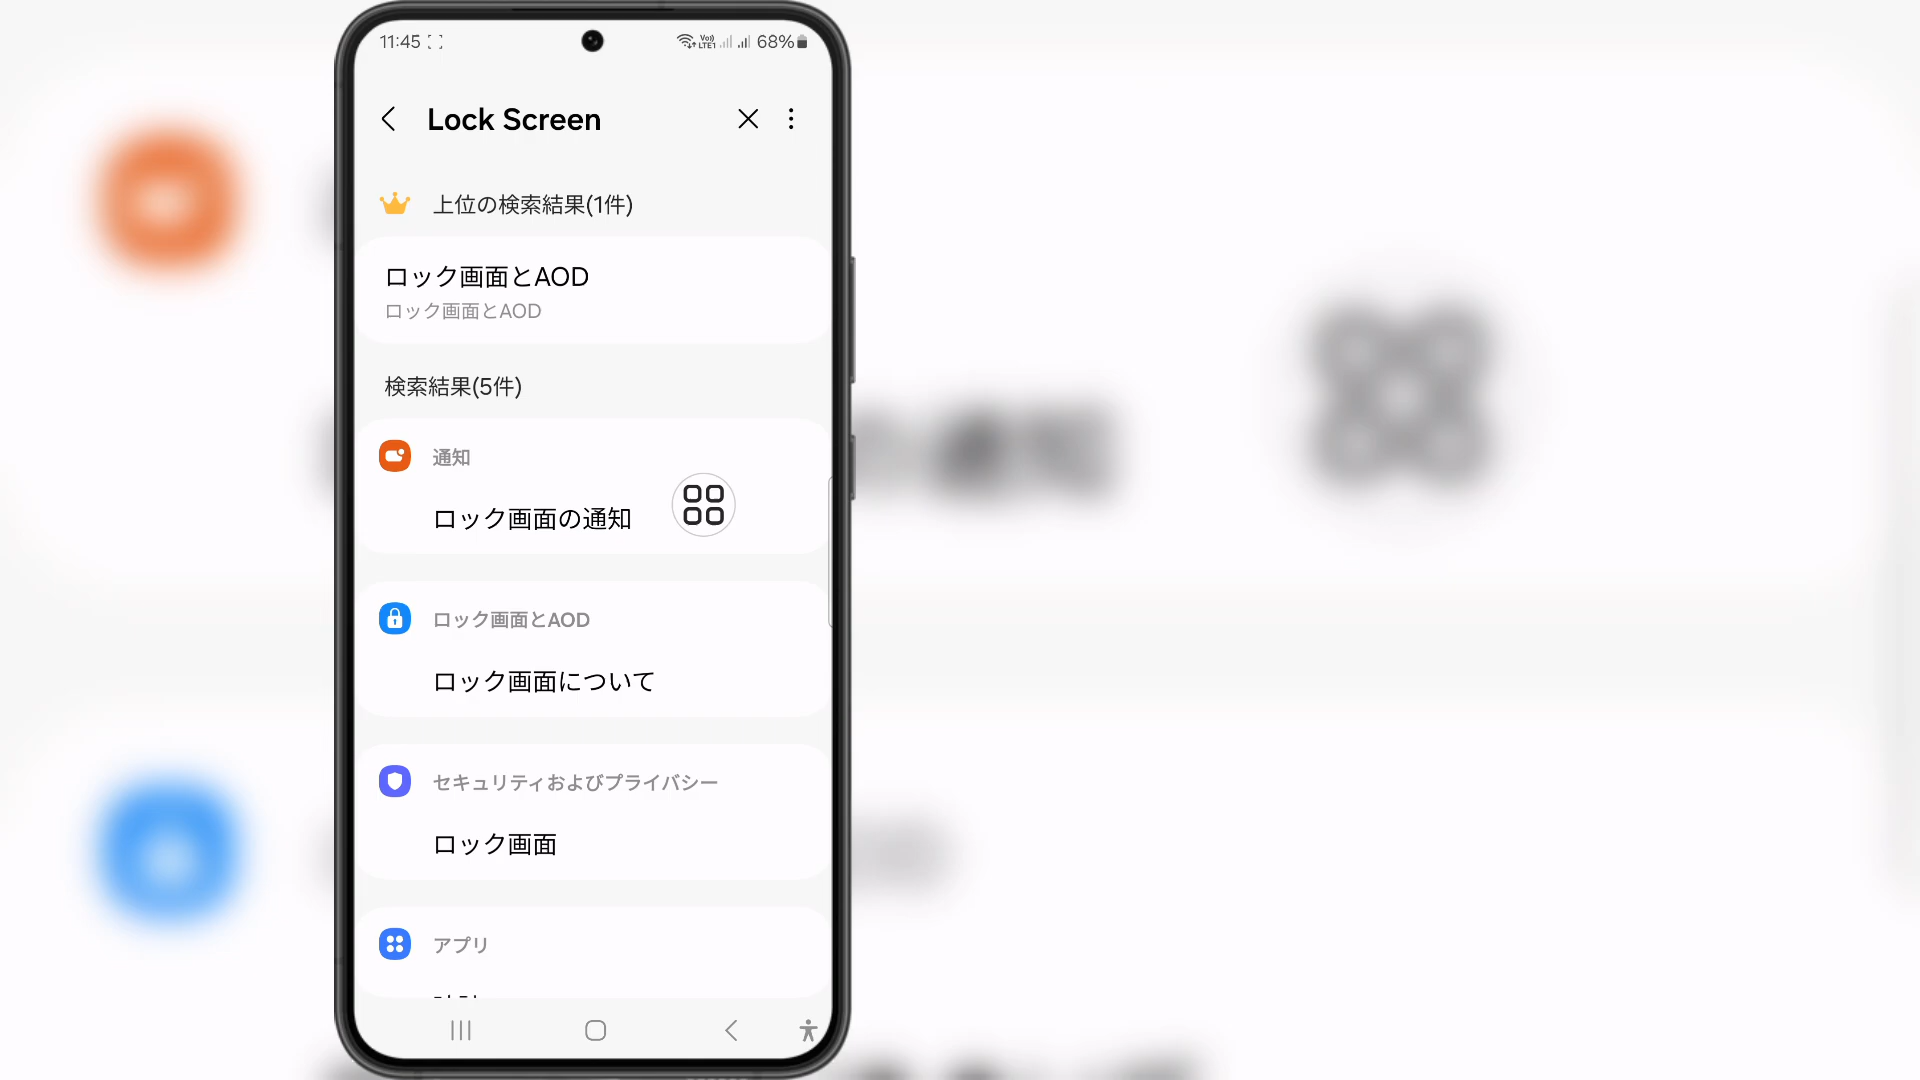 11:45
Vo)) LTE1 68%
Lock Screen
上位の検索結果(1件)
ロック画面とAOD
ロック画面とAOD
検索結果(5件)
通知
ロック画面の通知
ロック画面とAOD
ロック画面について
セキュリティおよびプライバシー
ロック画面
アプリ